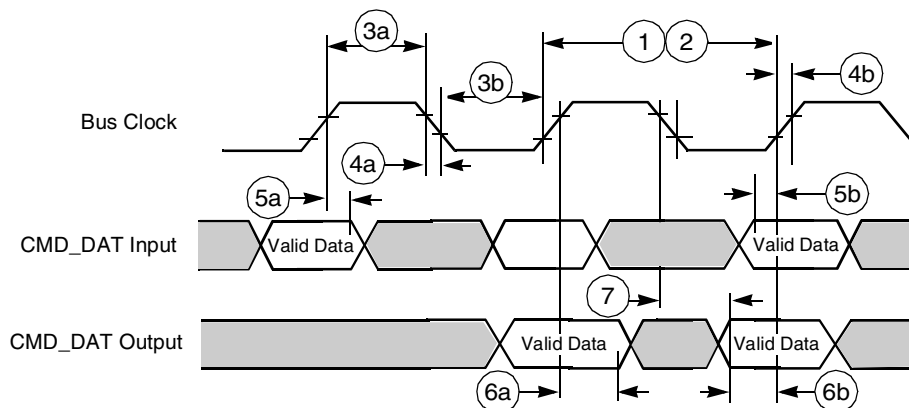 3a
1 2
3b
4b
Bus Clock
4a
5a
5b
CMD_DAT Input
Valid Data
Valid Data
7
CMD_DAT Output
Valid Data
Valid Data
6a
6b